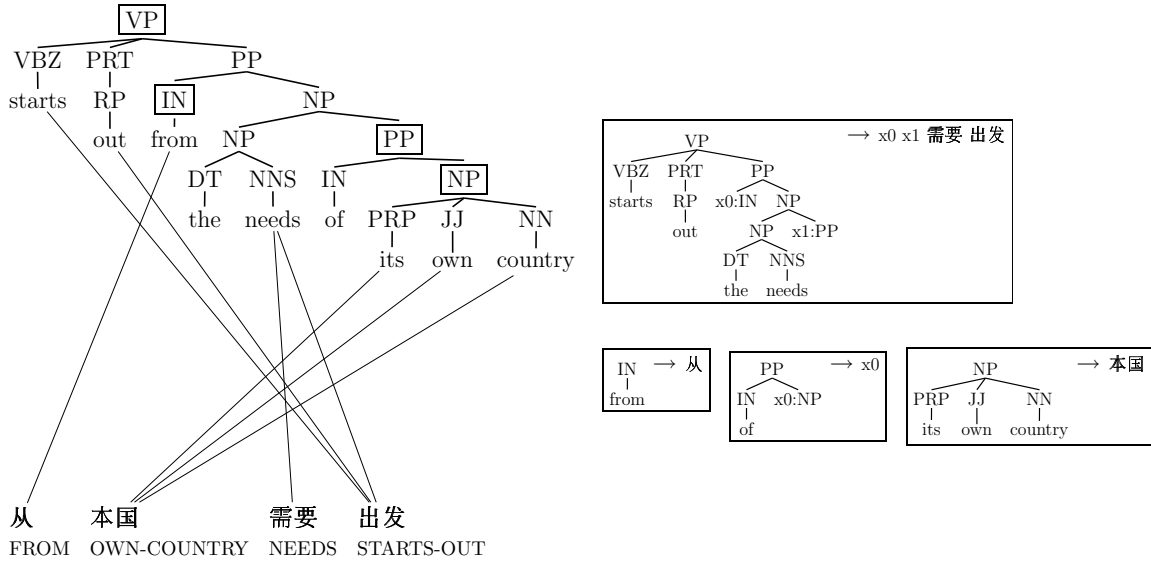 VP
VBZ PRT PP
starts RP IN NP
out from NP PP
DT NNS IN NP
the needs of PRP JJ NN
its own country
从 本国 需要 出发
FROM OWN-COUNTRY NEEDS STARTS-OUT
VP → x0 x1 需要 出发
VBZ PRT PP
starts RP x0:IN NP
out NP x1:PP
DT NNS
the needs
IN → 从
from
PP → x0
IN x0:NP
of
NP → 本国
PRP JJ NN
its own country